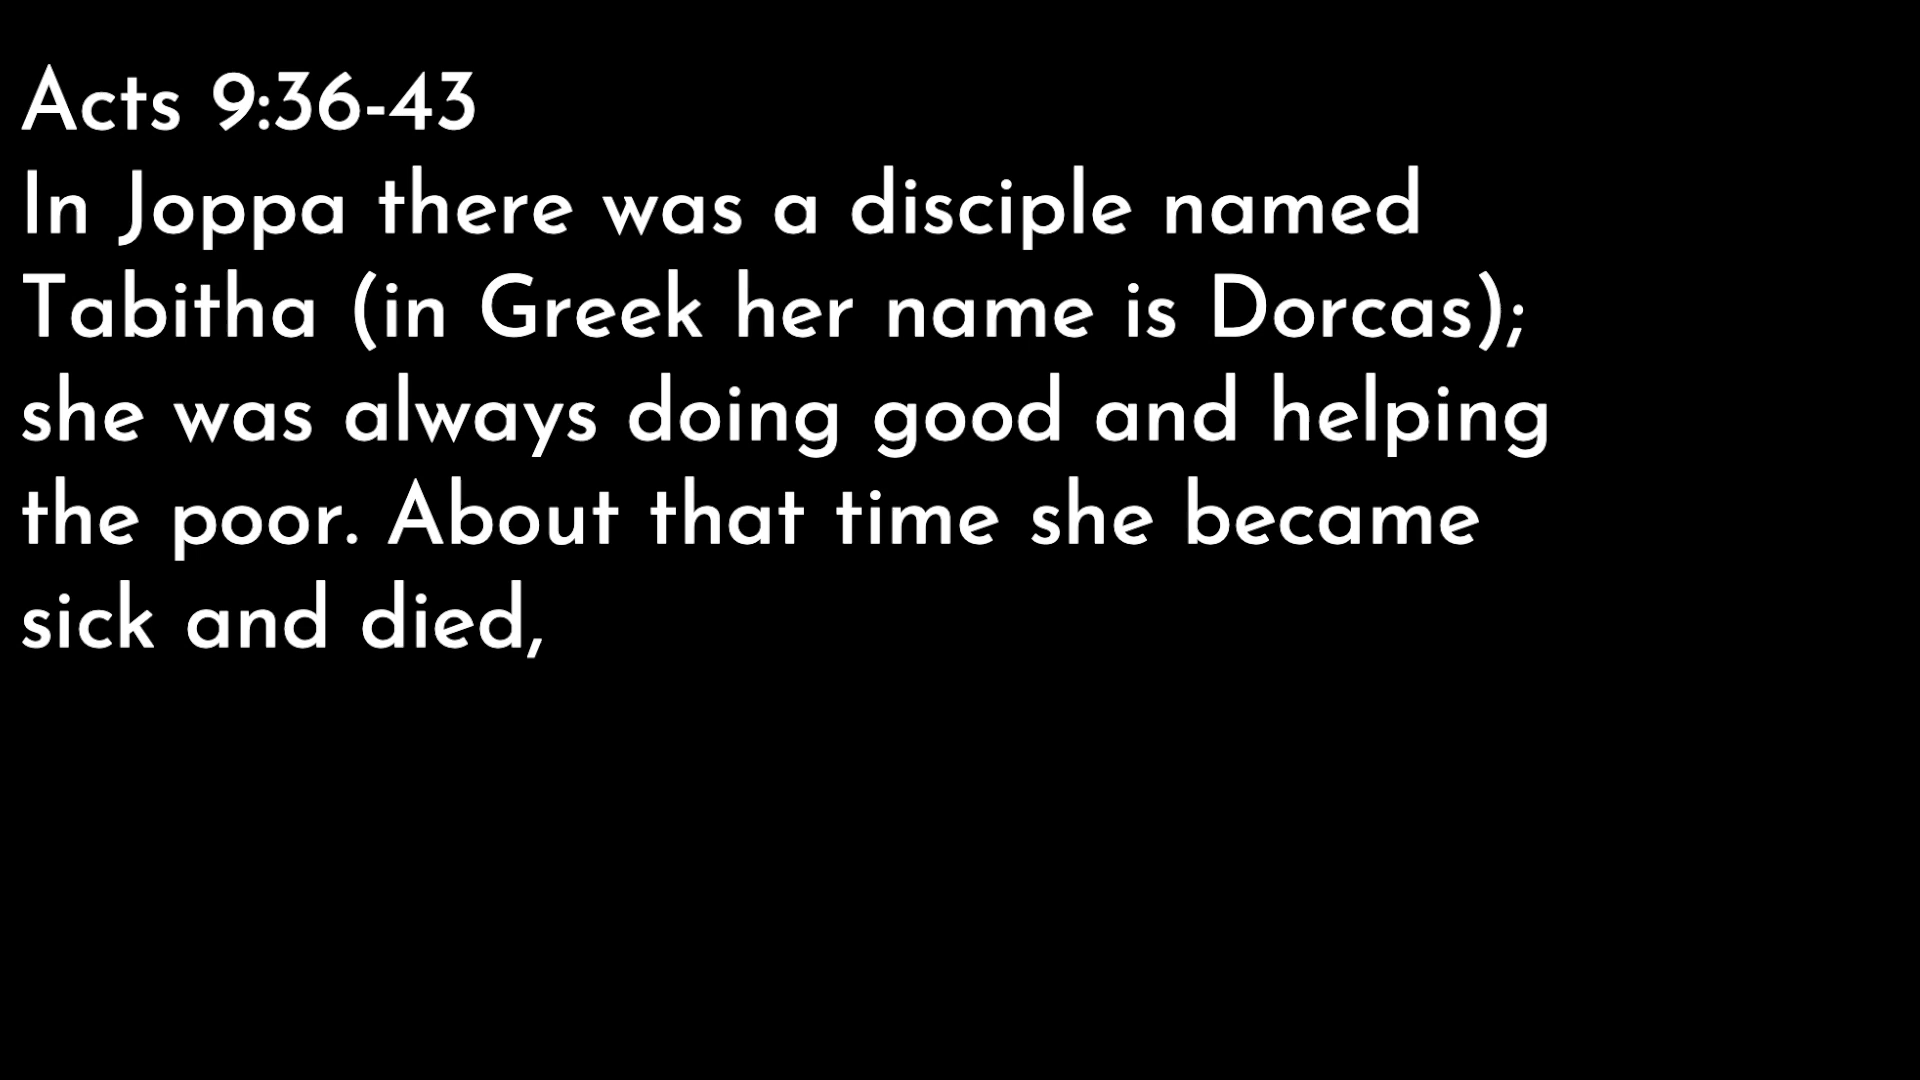 Acts 9:36-43
In Joppa there was a disciple named
Tabitha (in Greek her name is Dorcas);
she was always doing good and helping
the poor. About that time she became
sick and died,